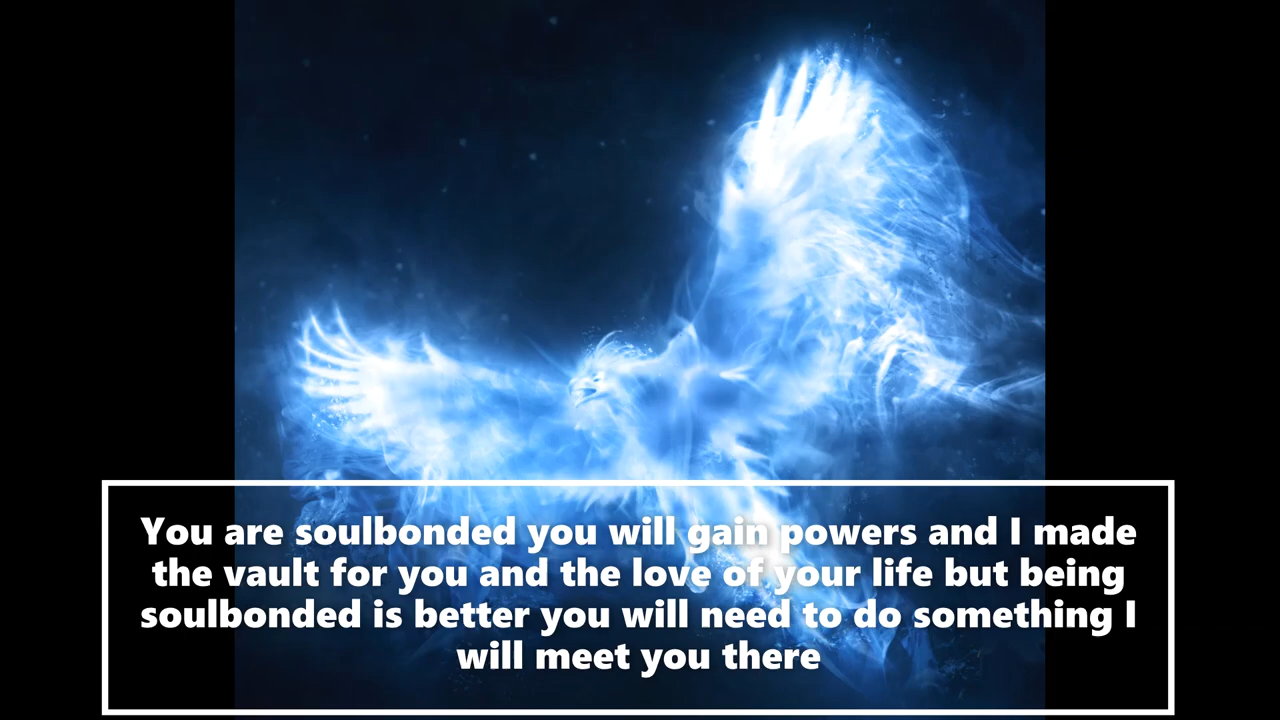 You are soulbonded you will gain powers and I made
the vault for you and the love of your life but being
soulbonded is better you will need to do something I
will meet you there